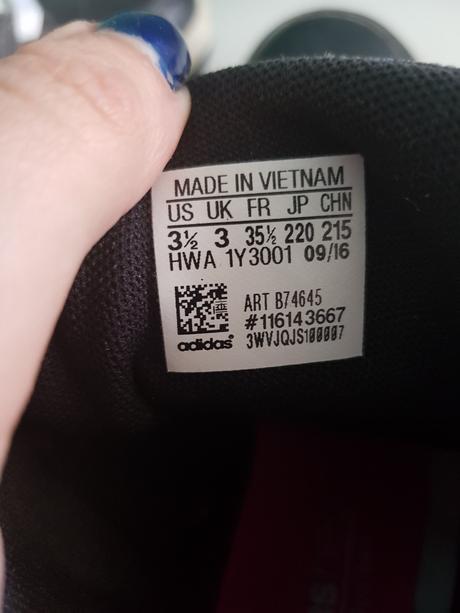 MADE IN VIETNAM
US UK FR JP CHN
3½ 3 35½ 220 215
HWA 1Y3001 09/16
ART B74645
#116143667
adidas® 3WVJQJS100007